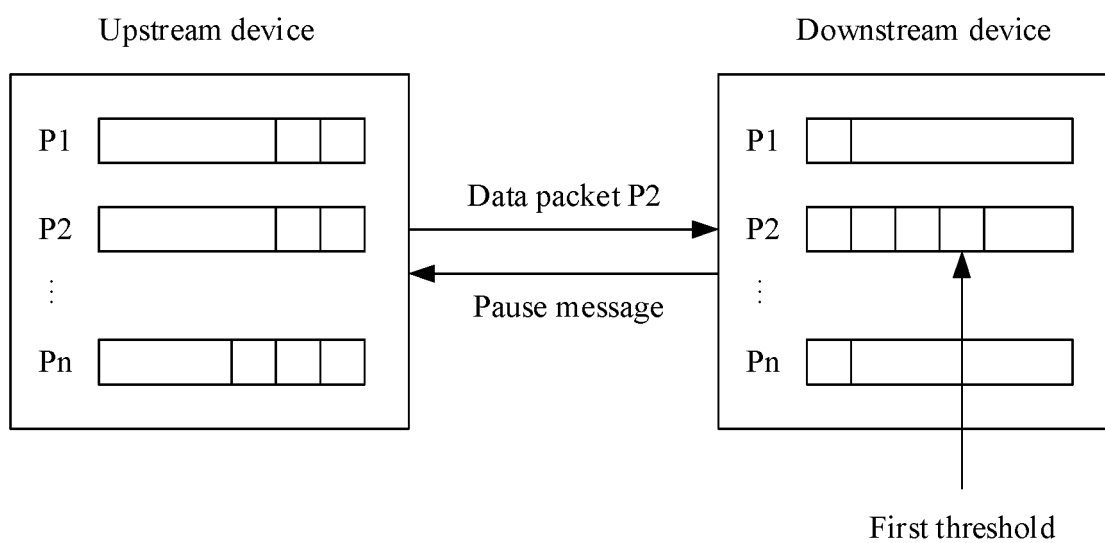 Upstream device
Downstream device
P1
P2
⋮
Pn
Data packet P2
Pause message
P1
P2
⋮
Pn
First threshold